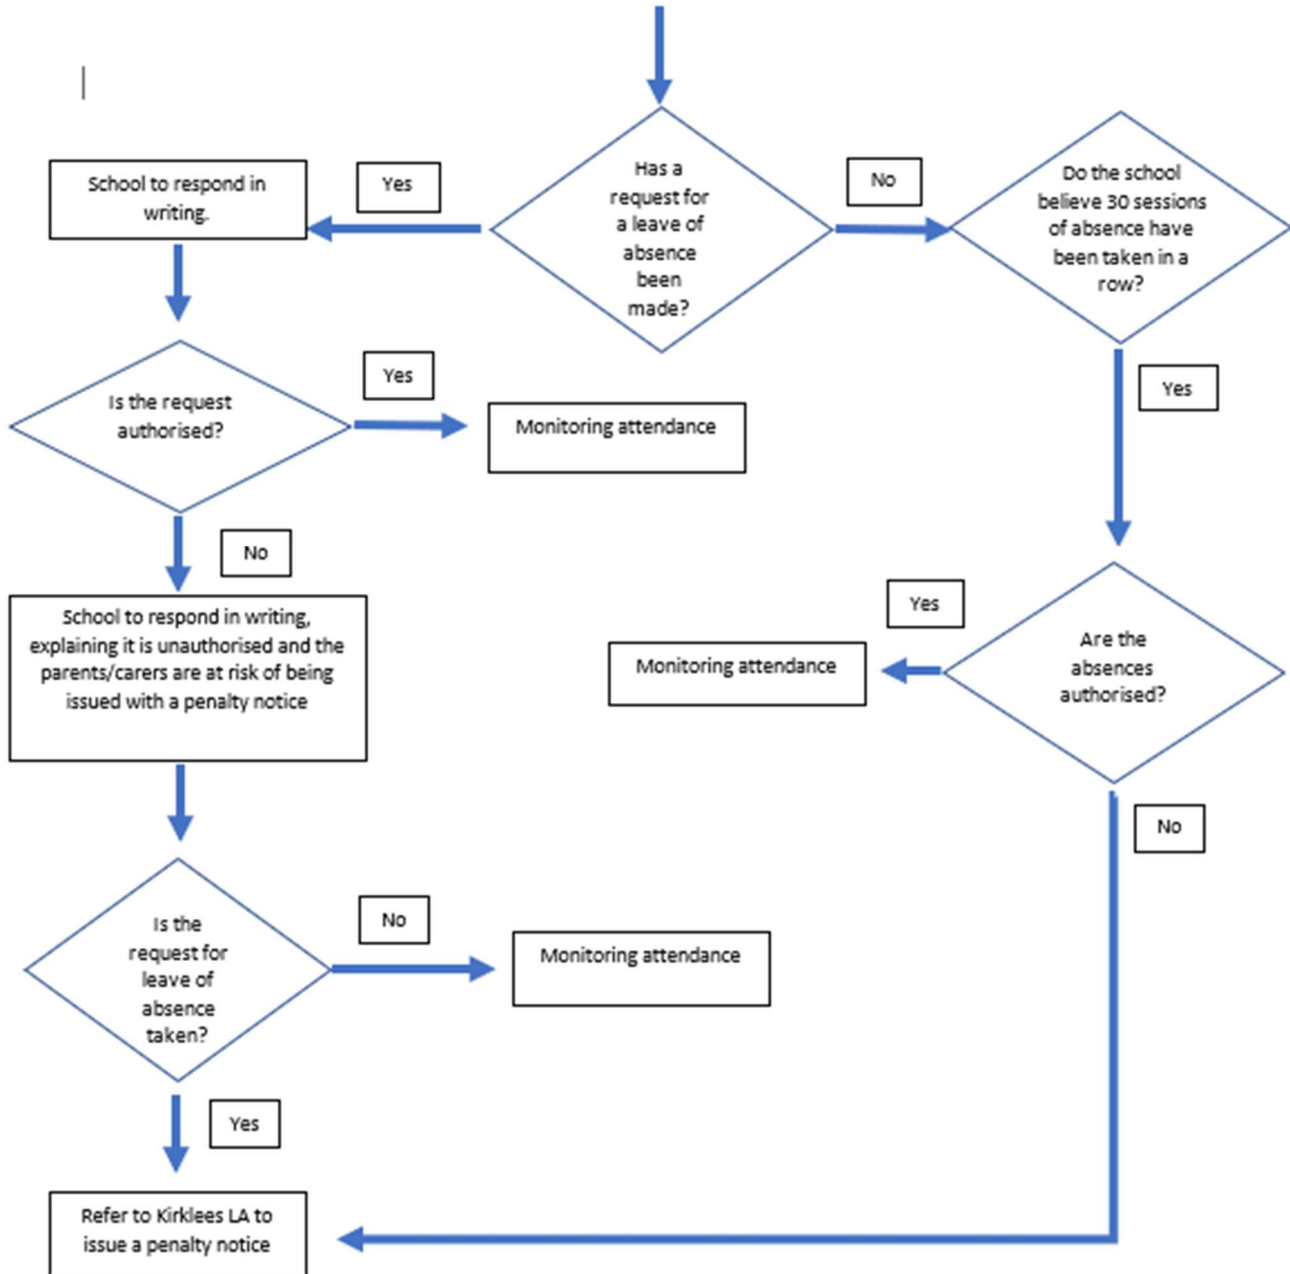 Has a
request for
a leave of
absence
been
made?
Yes
No
School to respond in
writing.
Do the school
believe 30 sessions
of absence have
been taken in a
row?
Is the request
authorised?
Yes
Monitoring attendance
Yes
No
School to respond in writing,
explaining it is unauthorised and the
parents/carers are at risk of being
issued with a penalty notice
Are the
absences
authorised?
Yes
Monitoring attendance
No
Is the
request for
leave of
absence
taken?
No
Monitoring attendance
Yes
Refer to Kirklees LA to
issue a penalty notice